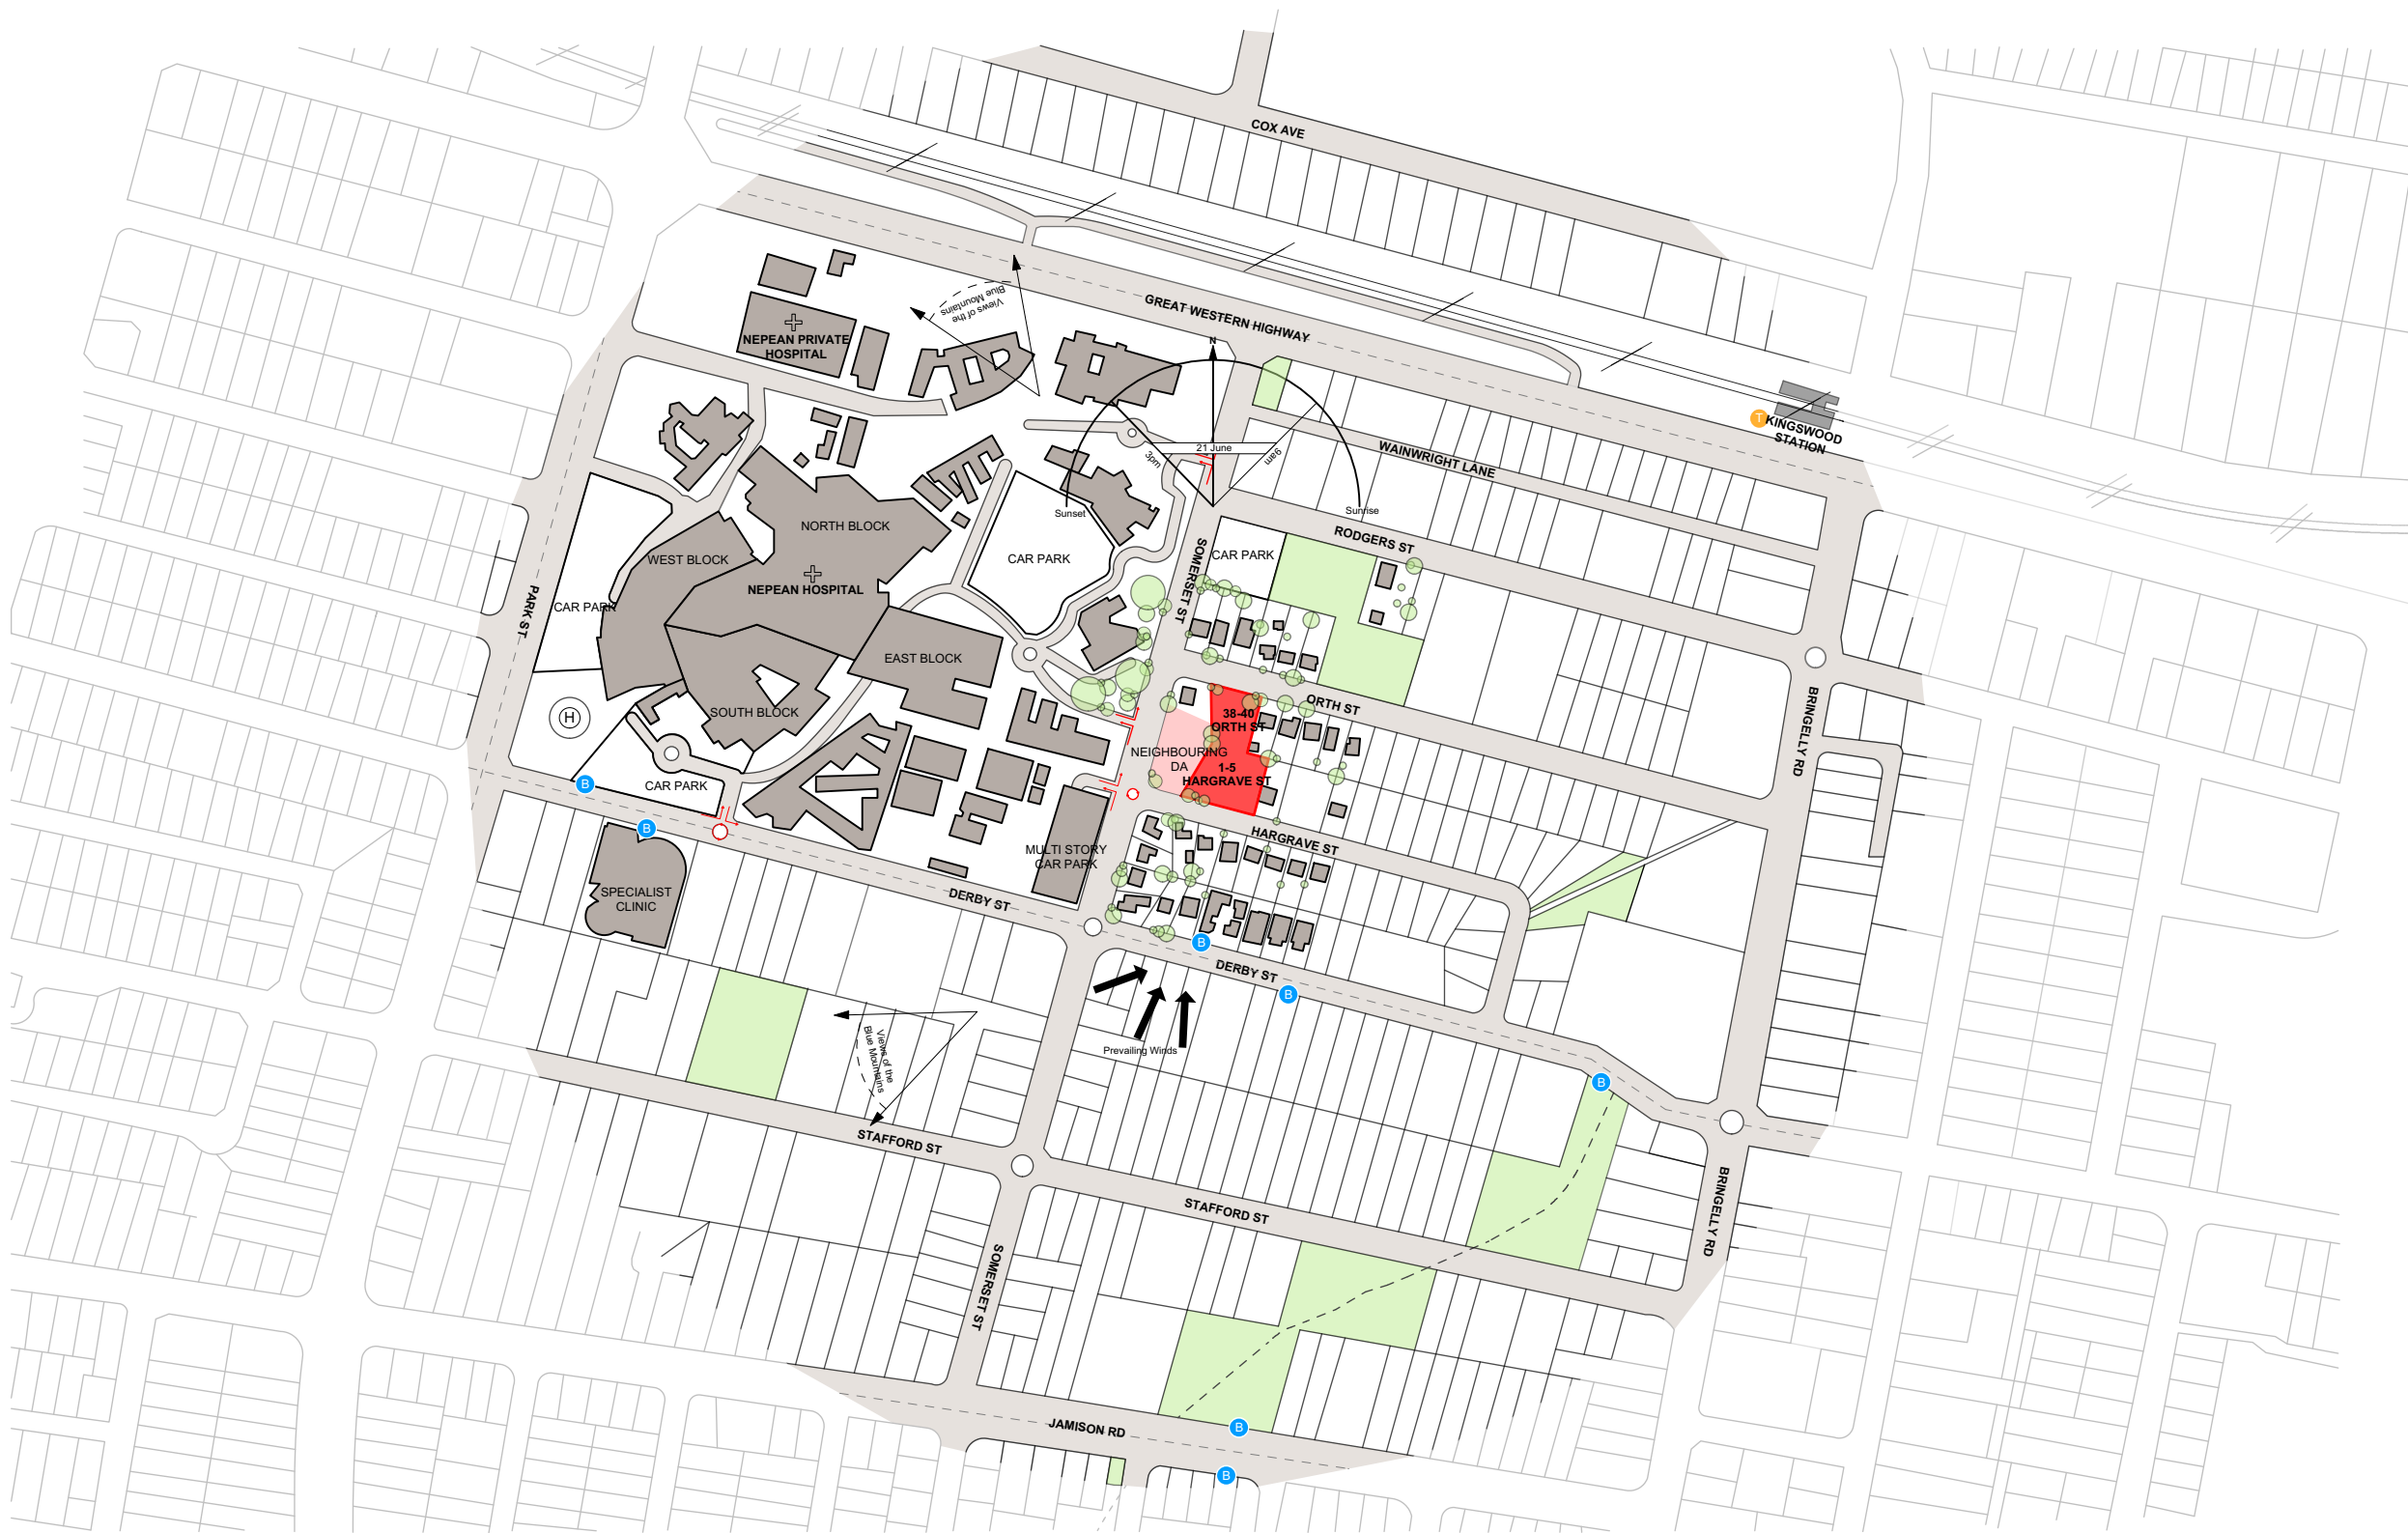 COX AVE
Views of the
Blue Mountains
GREAT WESTERN HIGHWAY
NEPEAN PRIVATE
HOSPITAL
N
T
KINGSWOOD
STATION
21 June
3pm
9am
WAINWRIGHT LANE
Sunset
Sunrise
NORTH BLOCK
RODGERS ST
WEST BLOCK
CAR PARK
CAR PARK
SOMERSET ST
NEPEAN HOSPITAL
CAR PARK
PARK ST
EAST BLOCK
SOUTH BLOCK
H
ORTH ST
38-40
ORTH ST
BRINGELLY RD
NEIGHBOURING
DA
1-5
HARGRAVE ST
B
CAR PARK
B
HARGRAVE ST
MULTI STORY
CAR PARK
SPECIALIST
CLINIC
DERBY ST
B
DERBY ST
B
Prevailing Winds
Views of the
Blue Mountains
B
STAFFORD ST
STAFFORD ST
BRINGELLY RD
SOMERSET ST
JAMISON RD
B
B